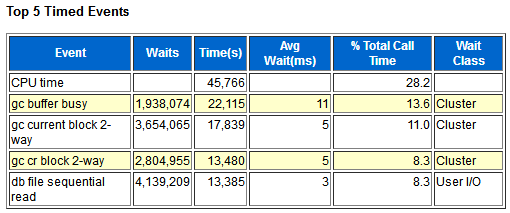 Top 5 Timed Events
Event Waits Time(s) Avg Wait(ms) % Total Call Time Wait Class
CPU time 45,766 28.2
gc buffer busy 1,938,074 22,115 11 13.6 Cluster
gc current block 2-way 3,654,065 17,839 5 11.0 Cluster
gc cr block 2-way 2,804,955 13,480 5 8.3 Cluster
db file sequential read 4,139,209 13,385 3 8.3 User I/O